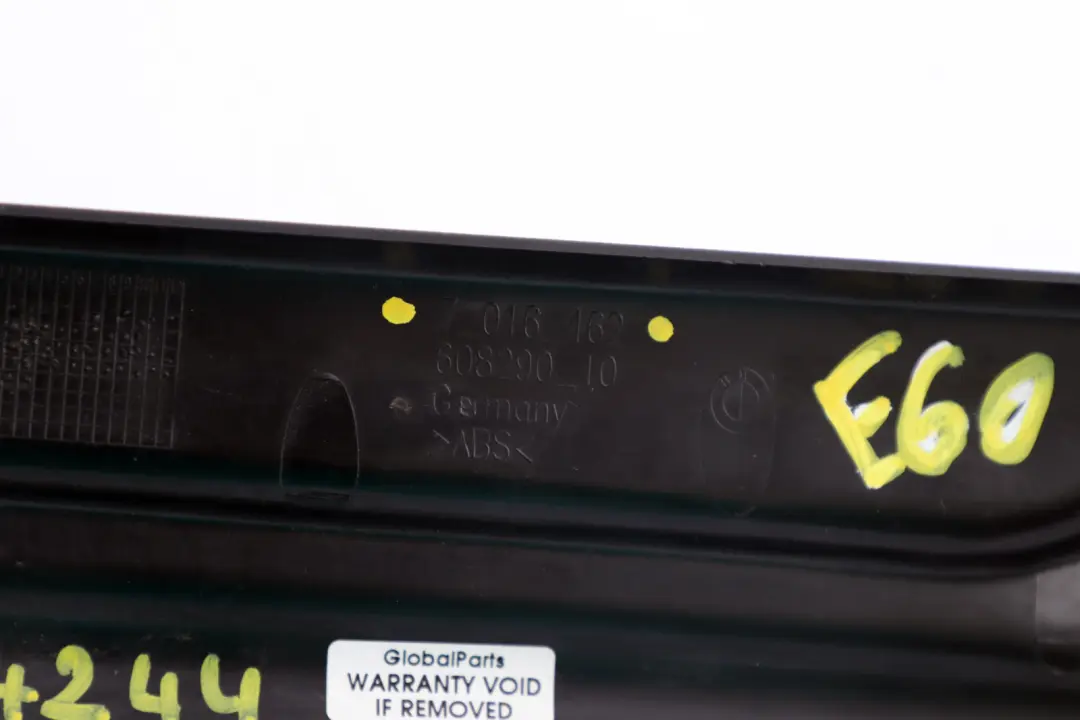 7 016 162
608290_10
Germany
>ABS<
E60
4244
GlobalParts
WARRANTY VOID
IF REMOVED